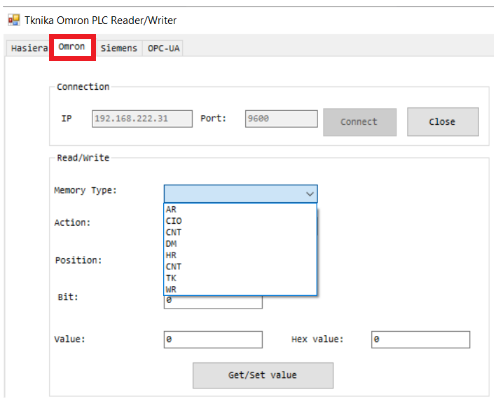 Tknika Omron PLC Reader/Writer
Hasiera Omron Siemens OPC-UA
Connection
IP 192.168.222.31 Port: 9600 Connect Close
Read/Write
Memory Type:
AR
CIO
Action:
CNT
DM
HR
Position:
CNT
TK
WR
Bit: 0
Value: 0 Hex value: 0
Get/Set value